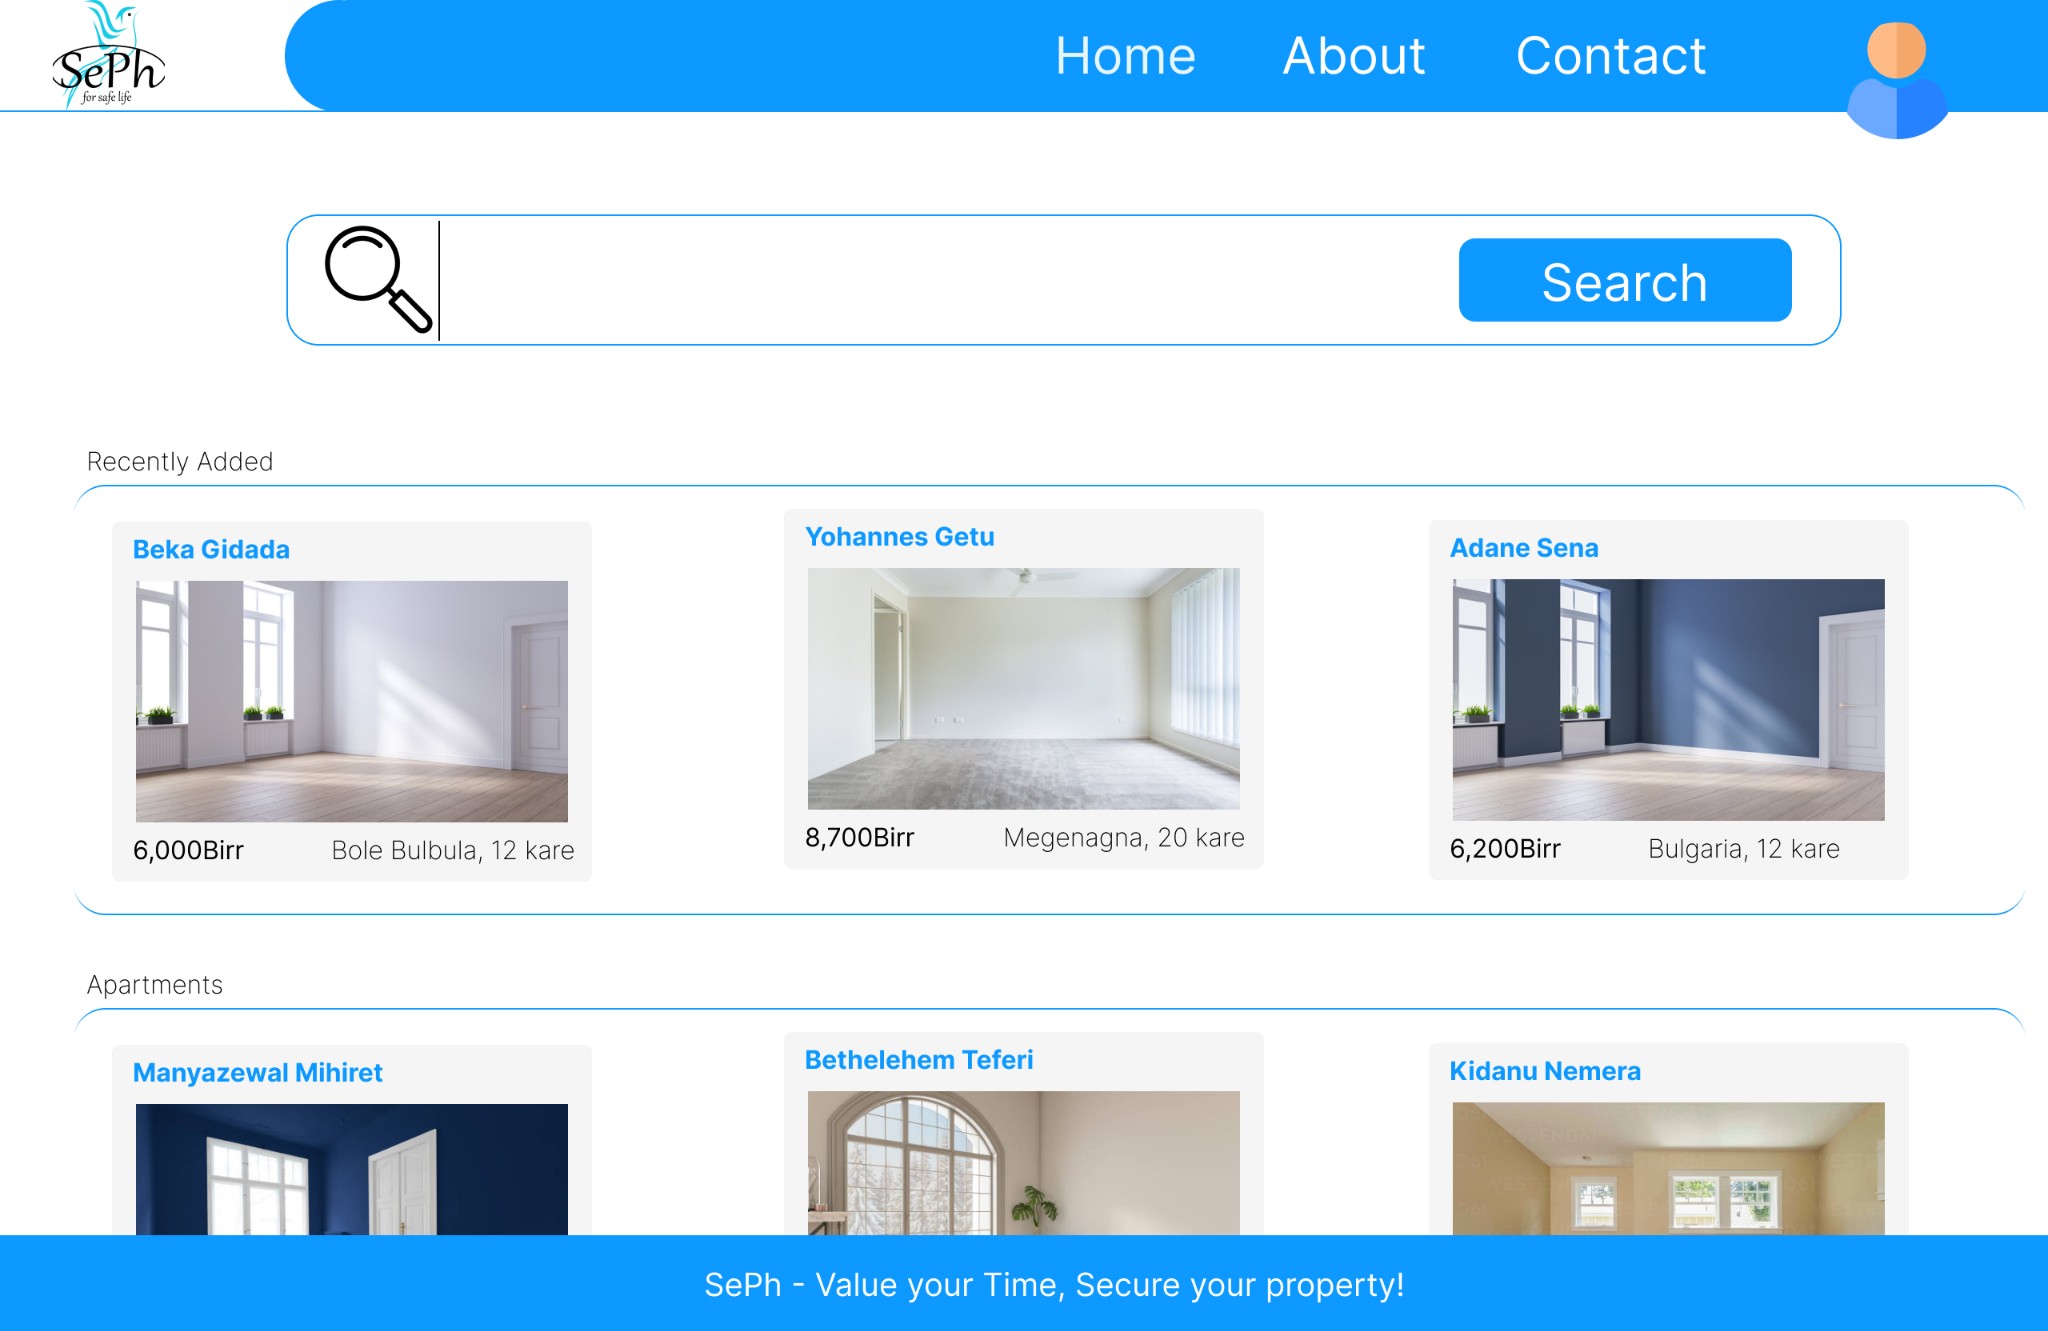 SePh
for safe life
Home
About
Contact
Search
Recently Added
Beka Gidada
6,000Birr
Bole Bulbula, 12 kare
Yohannes Getu
8,700Birr
Megenagna, 20 kare
Adane Sena
6,200Birr
Bulgaria, 12 kare
Apartments
Manyazewal Mihiret
Bethelehem Teferi
Kidanu Nemera
SePh - Value your Time, Secure your property!